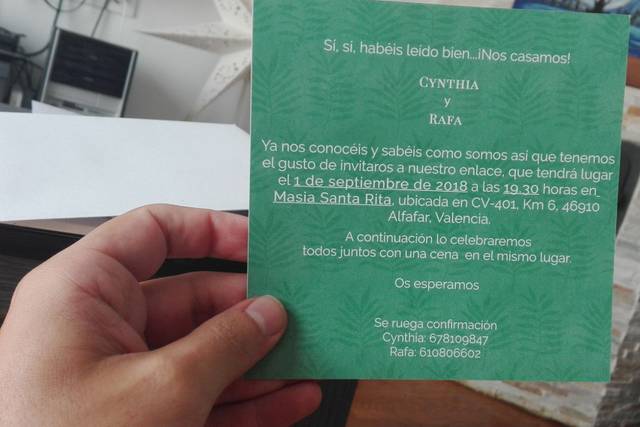 Sí, si, habéis leído bien...¡Nos casamos!
CYNTHIA
y
RAFA
Ya nos conocéis y sabéis como somos asi que tenemos
el gusto de invitaros a nuestro enlace, que tendrá lugar
el 1 de septiembre de 2018 a las 19.30 horas en
Masia Santa Rita, ubicada en CV-401, Km 6, 46910
Alfafar, Valencia.
A continuación lo celebraremos
todos juntos con una cena en el mismo lugar.
Os esperamos
Se ruega confirmación
Cynthia: 678109847
Rafa: 610806602